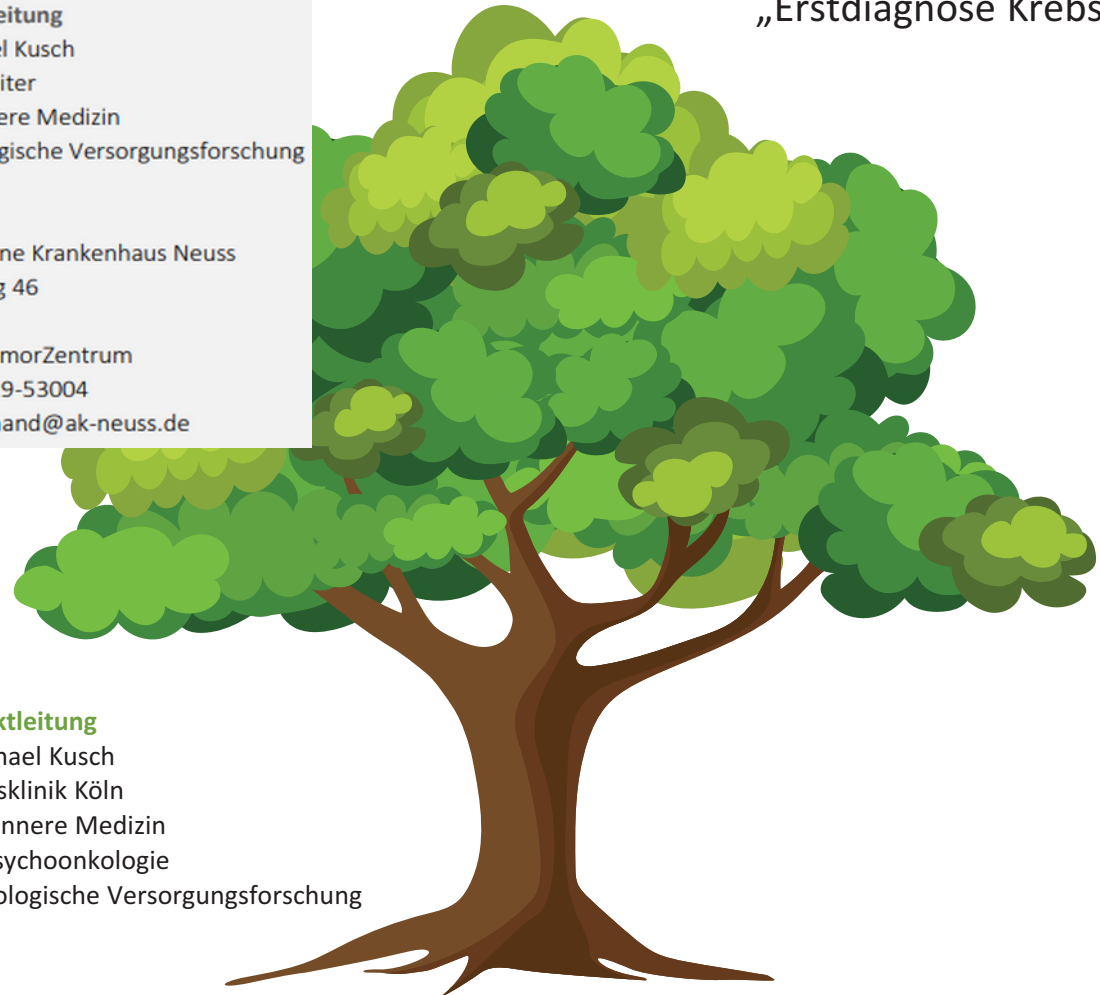 „Erstdiagnose Krebs
eitung
el Kusch
iter
ere Medizin
gische Versorgungsforschung
ne Krankenhaus Neuss
g 46
morZentrum
9-53004
and@ak-neuss.de
ktleitung
hael Kusch
sklinik Köln
nnere Medizin
sychoonkologie
ologische Versorgungsforschung